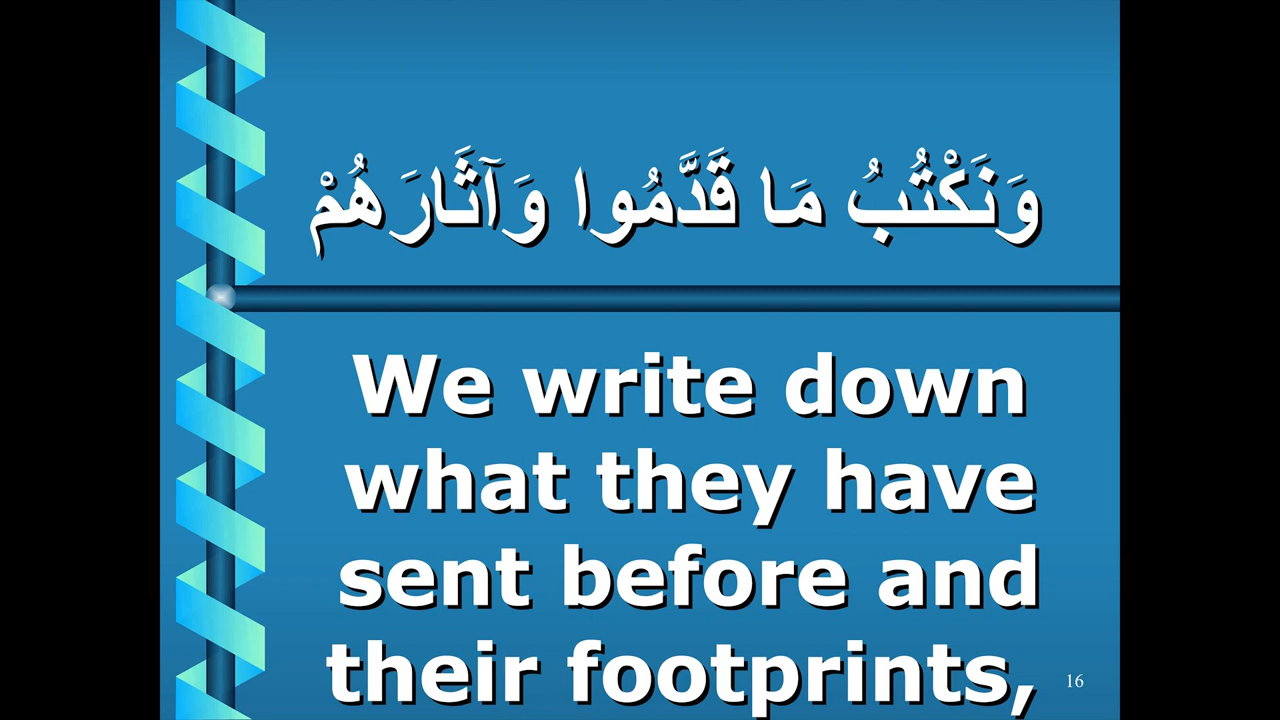 وَنَكْتُبُ مَا قَدَّمُوا وَآثَارَهُمْ
We write down
what they have
sent before and
their footprints,
16